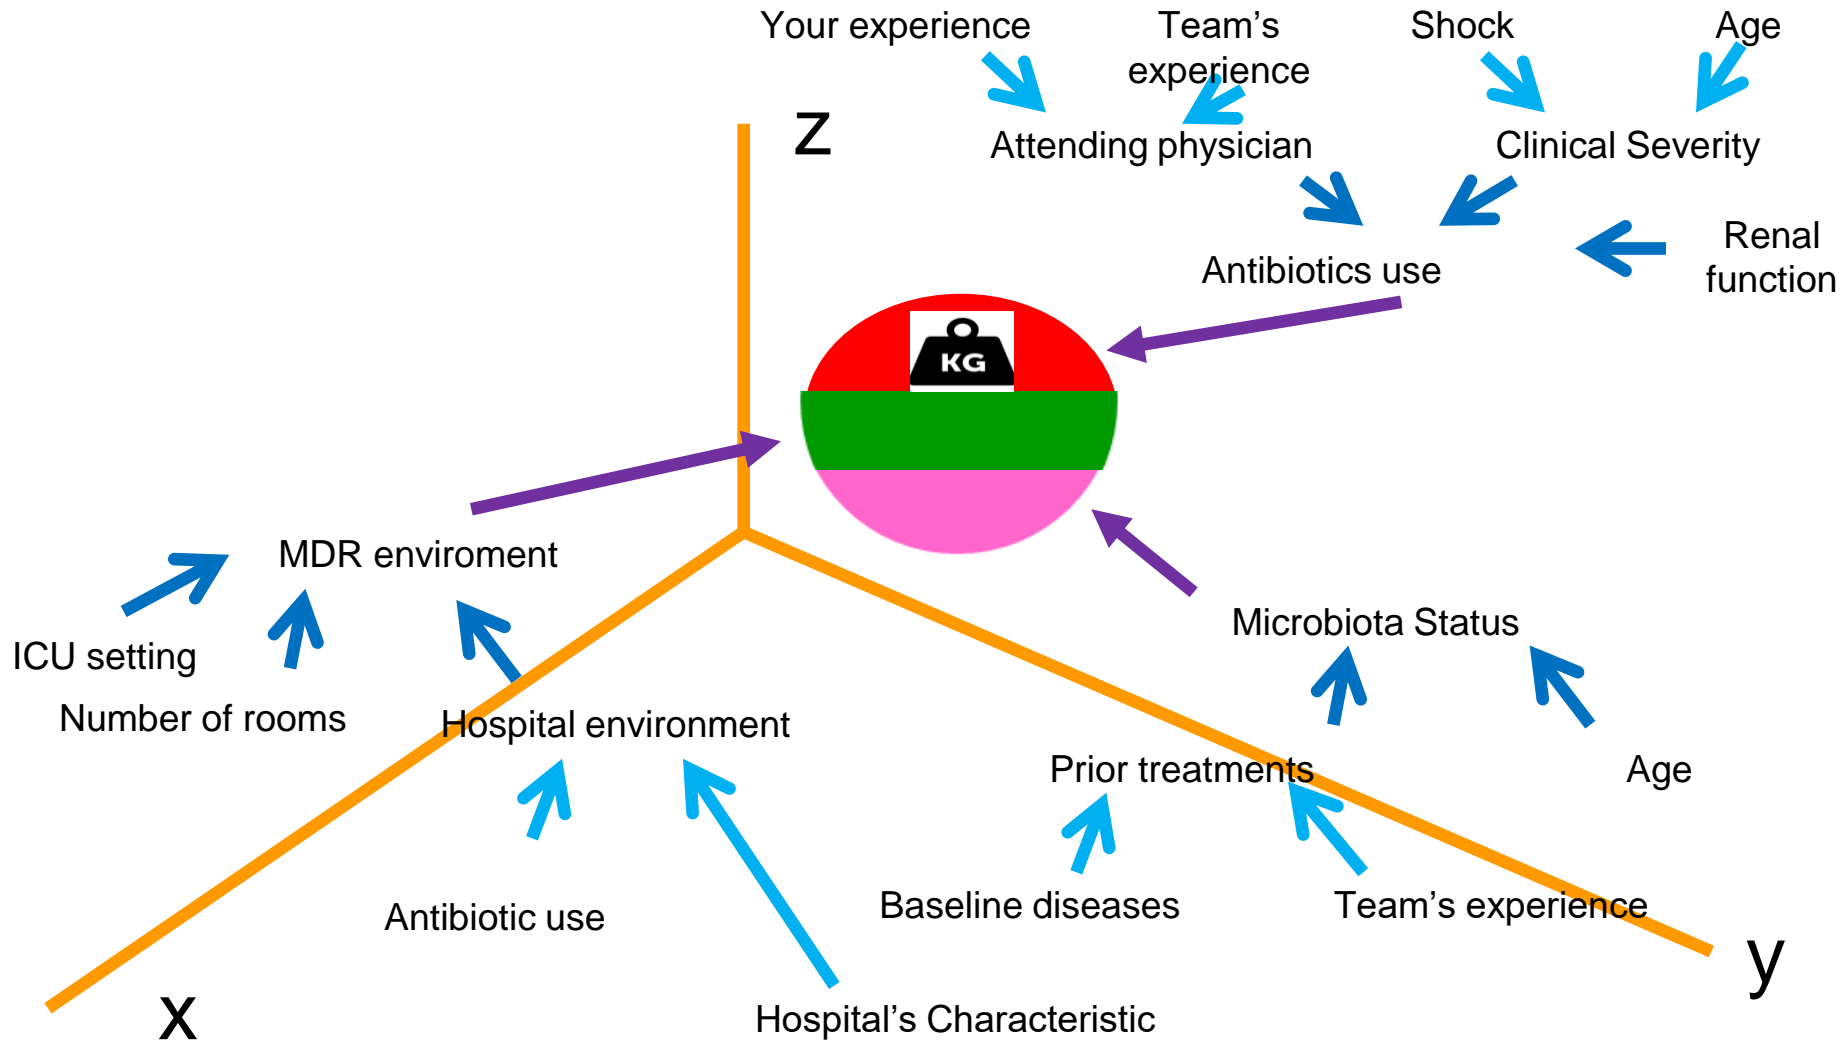 Your experience
Team’s
experience
Shock
Age
z
Attending physician
Clinical Severity
Renal
function
Antibiotics use
KG
MDR enviroment
Microbiota Status
ICU setting
Number of rooms
Hospital environment
Prior treatments
Age
Antibiotic use
Baseline diseases
Team’s experience
y
x
Hospital’s Characteristic